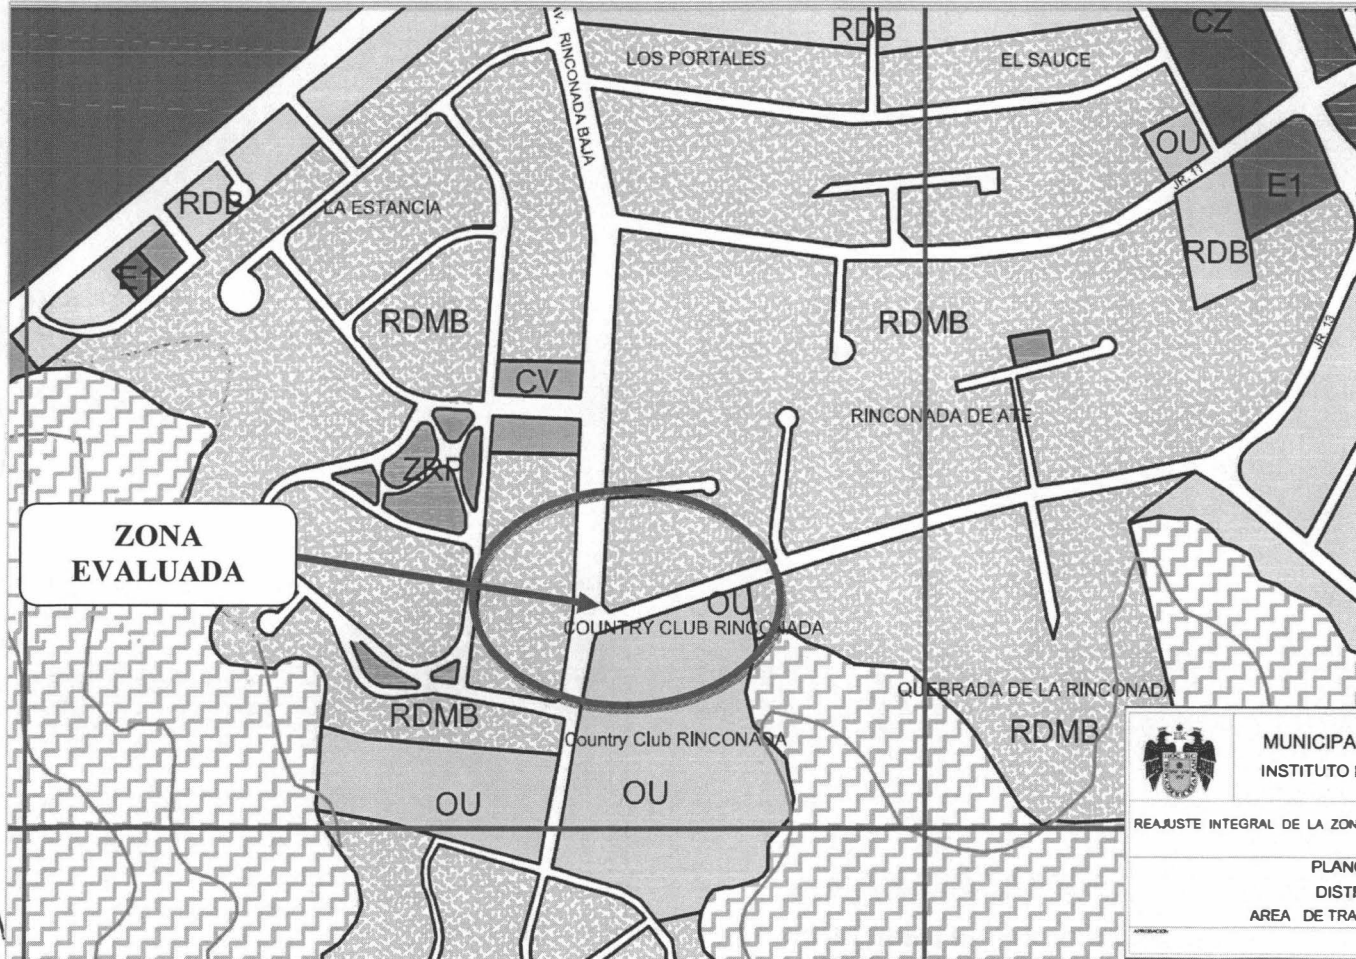 RDB
CZ
LOS PORTALES
EL SAUCE
AV. RINCONADA BAJA
OU
JR. 11
E1
RDB
LA ESTANCIA
RDB
E1
RDMB
RDMB
JR. 13
CV
RINCONADA DE ATE
ZRP
ZONA
EVALUADA
OU
COUNTRY CLUB RINCONADA
QUEBRADA DE LA RINCONADA
RDMB
RDMB
Country Club RINCONADA
OU
OU
MUNICIPA
INSTITUTO
REAJUSTE INTEGRAL DE LA ZON
PLAN
DIST
AREA DE TRA
APROBACION: